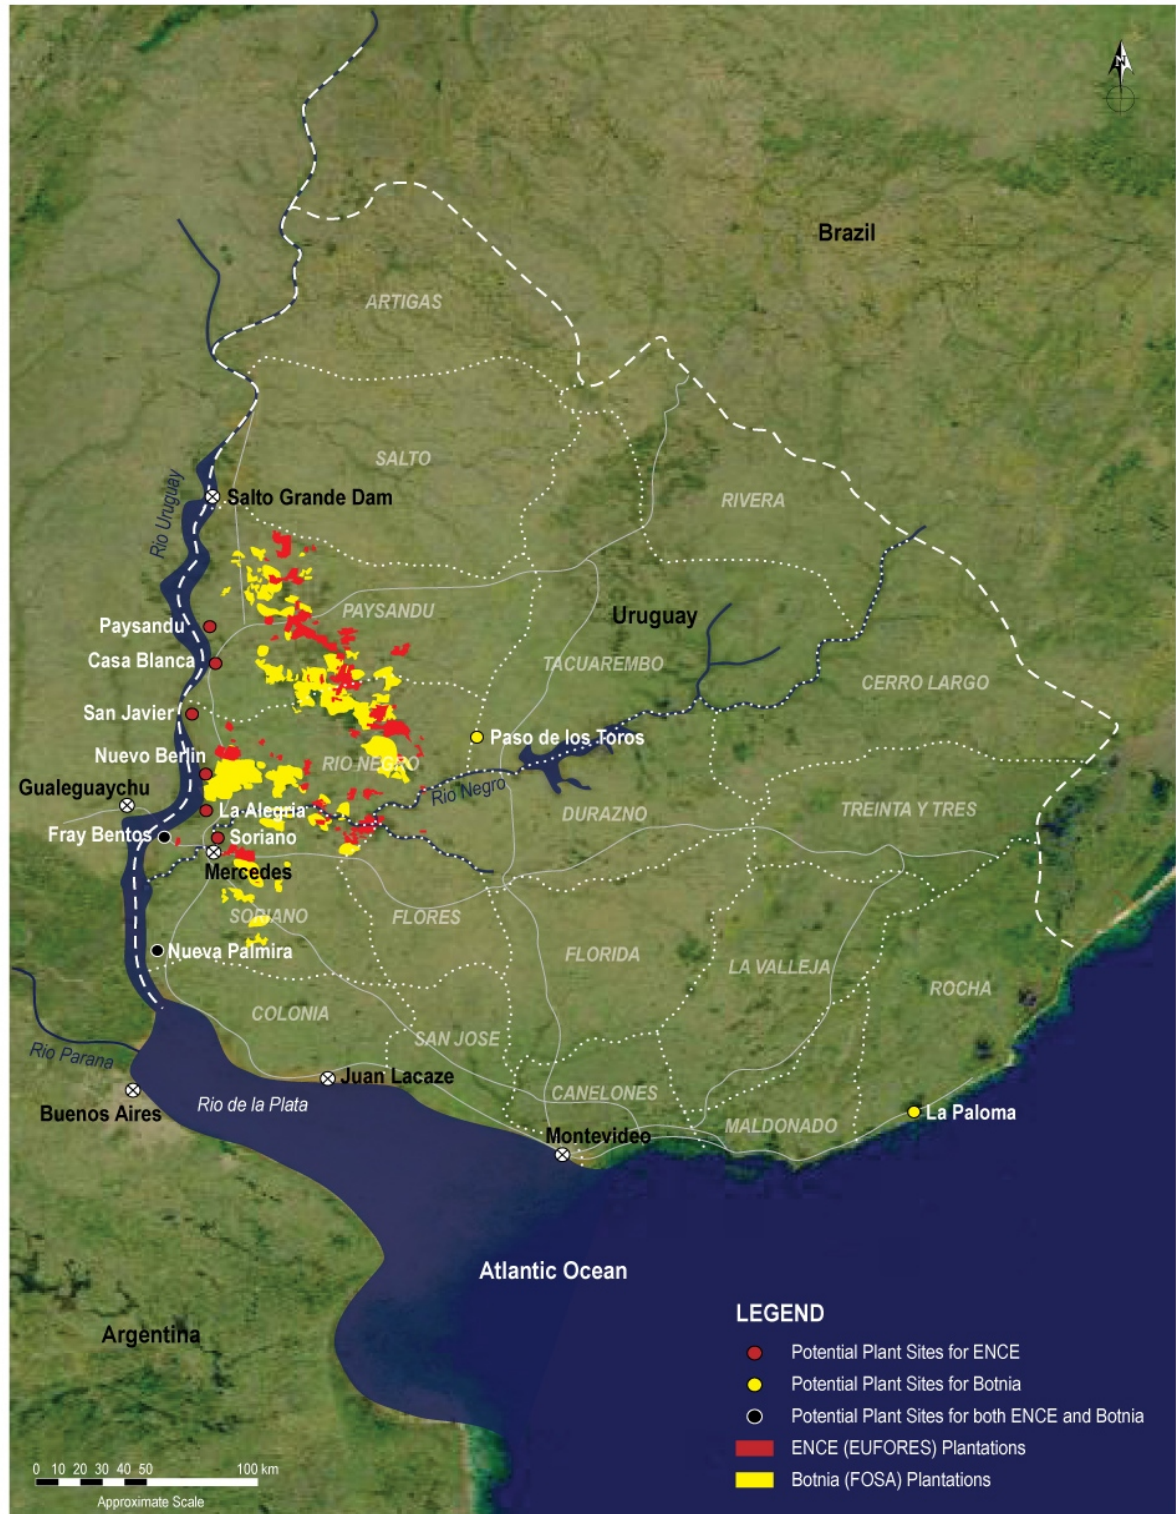 N
Brazil
ARTIGAS
SALTO
Rio Uruguay
Salto Grande Dam
RIVERA
PAYSANDU
Uruguay
Paysandu
TACUAREMBO
Casa Blanca
CERRO LARGO
San Javier
Paso de los Toros
Nuevo Berlin
RIO NEGRO
Gualeguaychu
Rio Negro
La Alegria
DURAZNO
TREINTA Y TRES
Fray Bentos
Soriano
Mercedes
SORIANO
FLORES
Nueva Palmira
FLORIDA
LA VALLEJA
ROCHA
COLONIA
SAN JOSE
Rio Parana
Juan Lacaze
CANELONES
Buenos Aires
Rio de la Plata
La Paloma
MALDONADO
Montevideo
Atlantic Ocean
Argentina
LEGEND
Potential Plant Sites for ENCE
Potential Plant Sites for Botnia
Potential Plant Sites for both ENCE and Botnia
ENCE (EUFORES) Plantations
Botnia (FOSA) Plantations
0 10 20 30 40 50 100 km
Approximate Scale